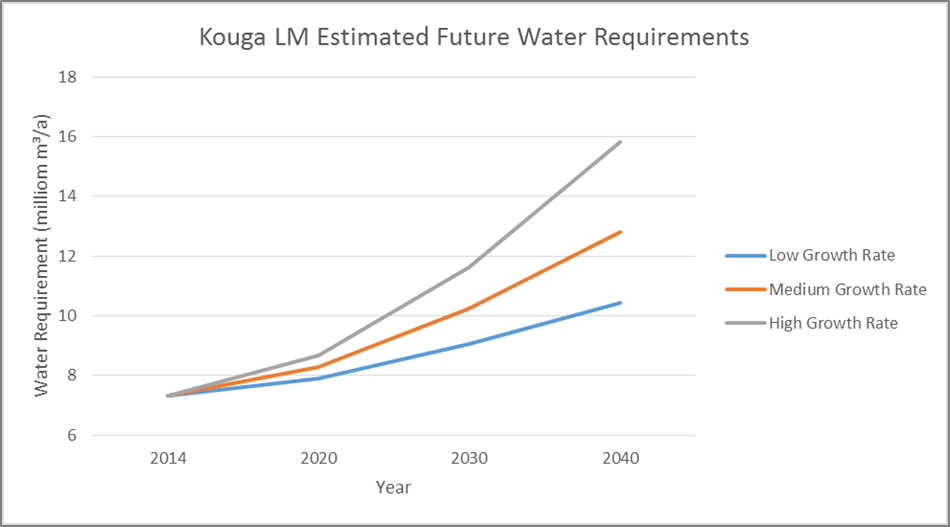 Kouga LM Estimated Future Water Requirements
18
16
14
12
10
8
6
Water Requirement (milliom m³/a)
2014 2020 2030 2040
Year
Low Growth Rate
Medium Growth Rate
High Growth Rate